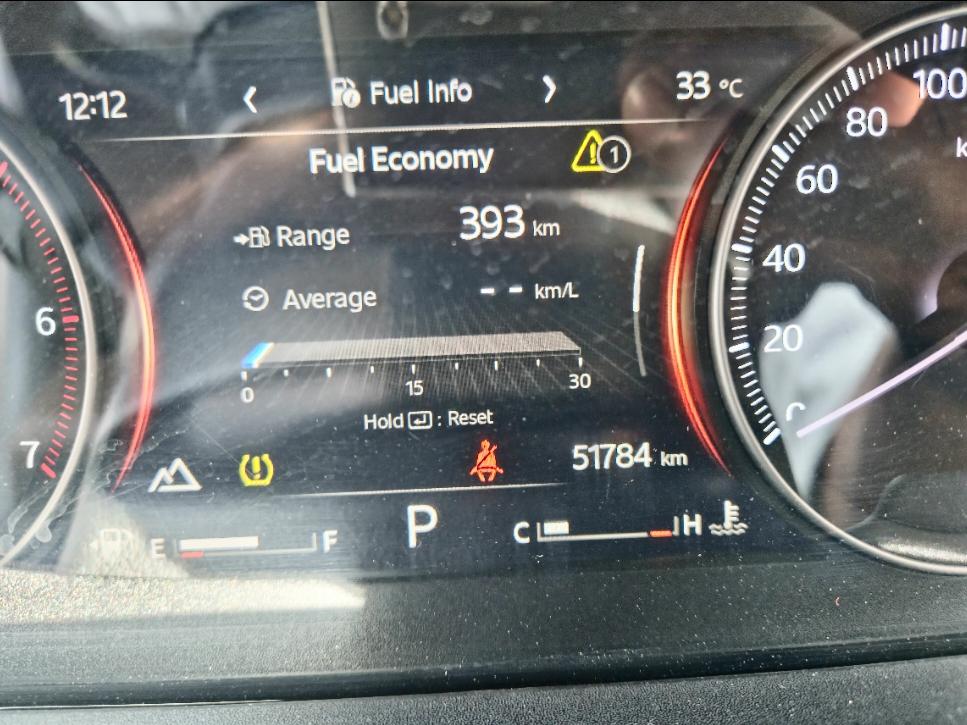 12:12
Fuel Info
33 °C
Fuel Economy
1
Range 393 km
Average -- km/L
0 15 30
Hold : Reset
51784 km
E F
P
C H
6
7
100
80
60
40
20
0
k